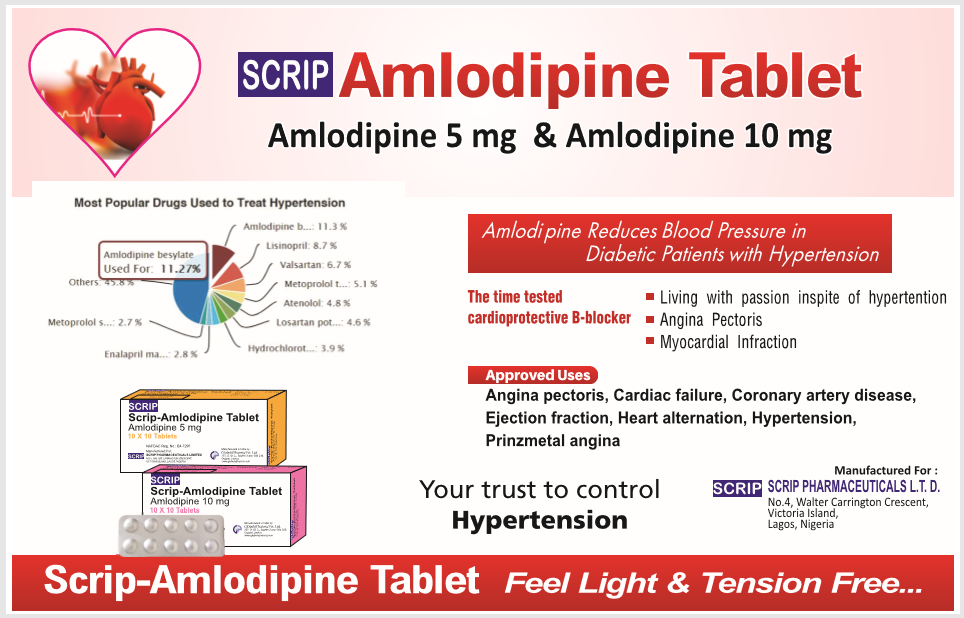 SCRIP Amlodipine Tablet
Amlodipine 5 mg & Amlodipine 10 mg
Most Popular Drugs Used to Treat Hypertension
Amlodipine b...: 11.3 %
Lisinopril: 8.7 %
Valsartan: 6.7 %
Metoprolol t...: 5.1 %
Atenolol: 4.8 %
Losartan pot...: 4.6 %
Hydrochlorot...: 3.9 %
Enalapril ma...: 2.8 %
Metoprolol s...: 2.7 %
Others: 45.8 %
Amlodipine besylate
Used For: 11.27%
Amlodipine Reduces Blood Pressure in
Diabetic Patients with Hypertension
The time tested
cardioprotective B-blocker
Living with passion inspite of hypertention
Angina Pectoris
Myocardial Infraction
Approved Uses
Angina pectoris, Cardiac failure, Coronary artery disease,
Ejection fraction, Heart alternation, Hypertension,
Prinzmetal angina
SCRIP
Scrip-Amlodipine Tablet
Amlodipine 5 mg
10 X 10 Tablets
SCRIP
SCRIP PHARMACEUTICALS LIMITED
SCRIP
Scrip-Amlodipine Tablet
Amlodipine 10 mg
10 X 10 Tablets
Your trust to control
Hypertension
Manufactured For :
SCRIP SCRIP PHARMACEUTICALS L.T. D.
No.4, Walter Carrington Crescent,
Victoria Island,
Lagos, Nigeria
Scrip-Amlodipine Tablet Feel Light & Tension Free...